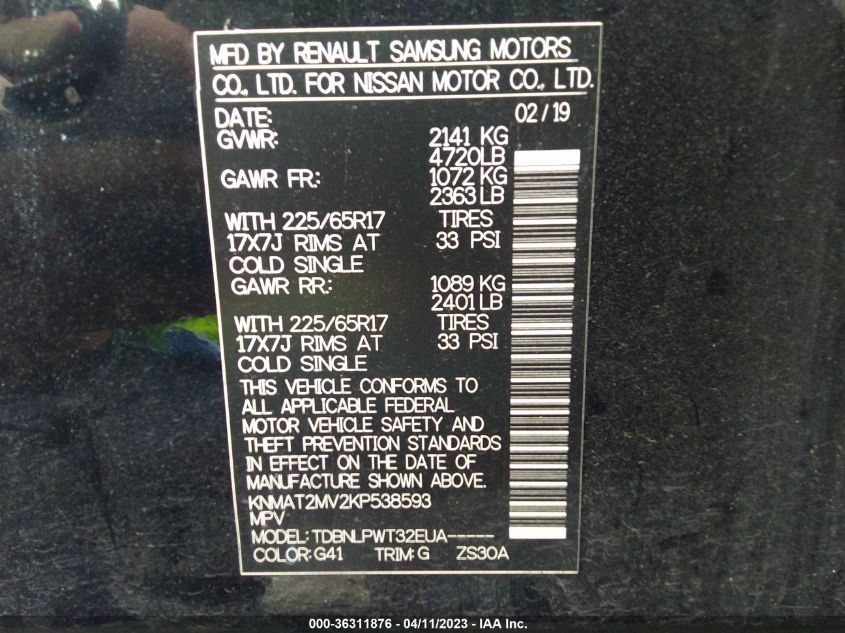 MFD BY RENAULT SAMSUNG MOTORS
CO., LTD. FOR NISSAN MOTOR CO., LTD.
DATE: 02/19
GVWR: 2141 KG
4720LB
GAWR FR.: 1072 KG
2363LB
WITH 225/65R17 TIRES
17X7J RIMS AT 33 PSI
COLD SINGLE
GAWR RR.: 1089 KG
2401LB
WITH 225/65R17 TIRES
17X7J RIMS AT 33 PSI
COLD SINGLE
THIS VEHICLE CONFORMS TO
ALL APPLICABLE FEDERAL
MOTOR VEHICLE SAFETY AND
THEFT PREVENTION STANDARDS
IN EFFECT ON THE DATE OF
MANUFACTURE SHOWN ABOVE.
KNMAT2MV2KP538593
MPV
MODEL: TDBNLPWT32EUA-----
COLOR: G41 TRIM: G ZS30A
000-36311876 - 04/11/2023 - IAA Inc.